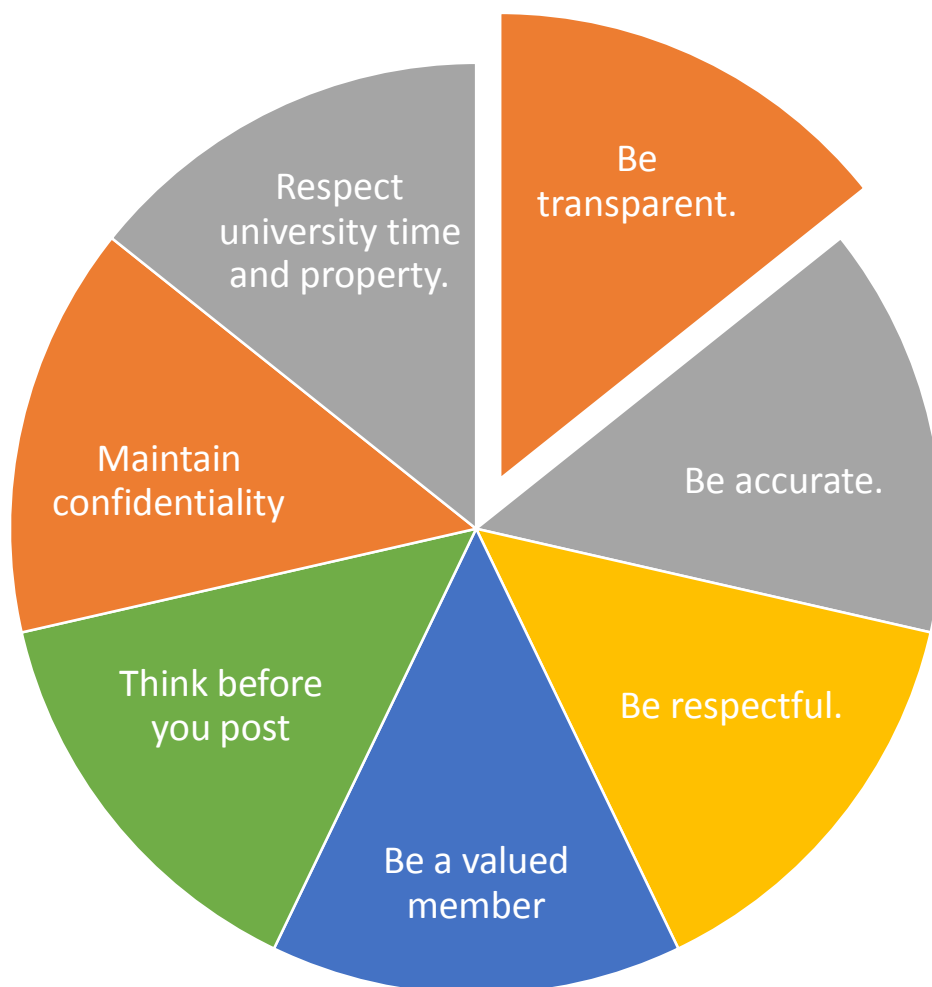 Be
transparent.
Be accurate.
Be respectful.
Be a valued
member
Think before
you post
Maintain
confidentiality
Respect
university time
and property.